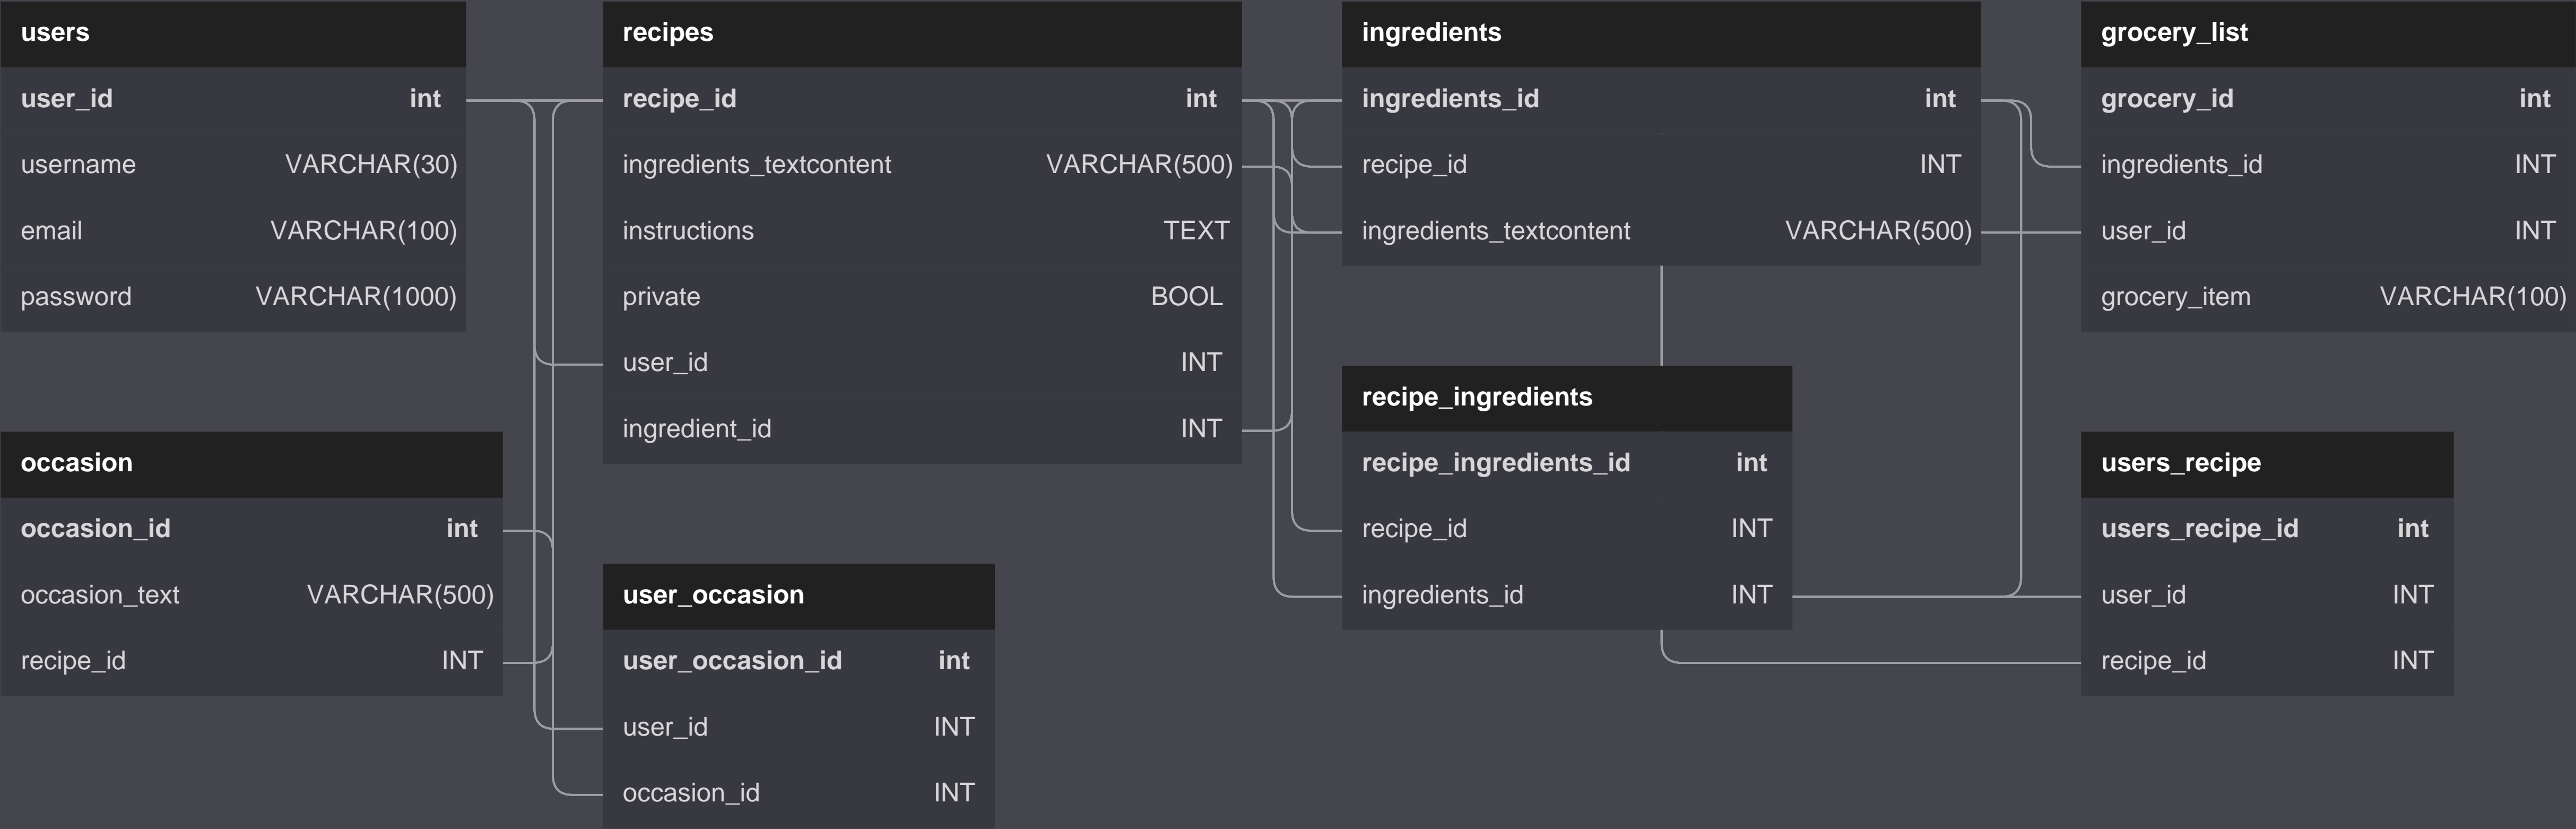 users
user_id int
username VARCHAR(30)
email VARCHAR(100)
password VARCHAR(1000)
recipes
recipe_id int
ingredients_textcontent VARCHAR(500)
instructions TEXT
private BOOL
user_id INT
ingredient_id INT
ingredients
ingredients_id int
recipe_id INT
ingredients_textcontent VARCHAR(500)
grocery_list
grocery_id int
ingredients_id INT
user_id INT
grocery_item VARCHAR(100)
occasion
occasion_id int
occasion_text VARCHAR(500)
recipe_id INT
user_occasion
user_occasion_id int
user_id INT
occasion_id INT
recipe_ingredients
recipe_ingredients_id int
recipe_id INT
ingredients_id INT
users_recipe
users_recipe_id int
user_id INT
recipe_id INT